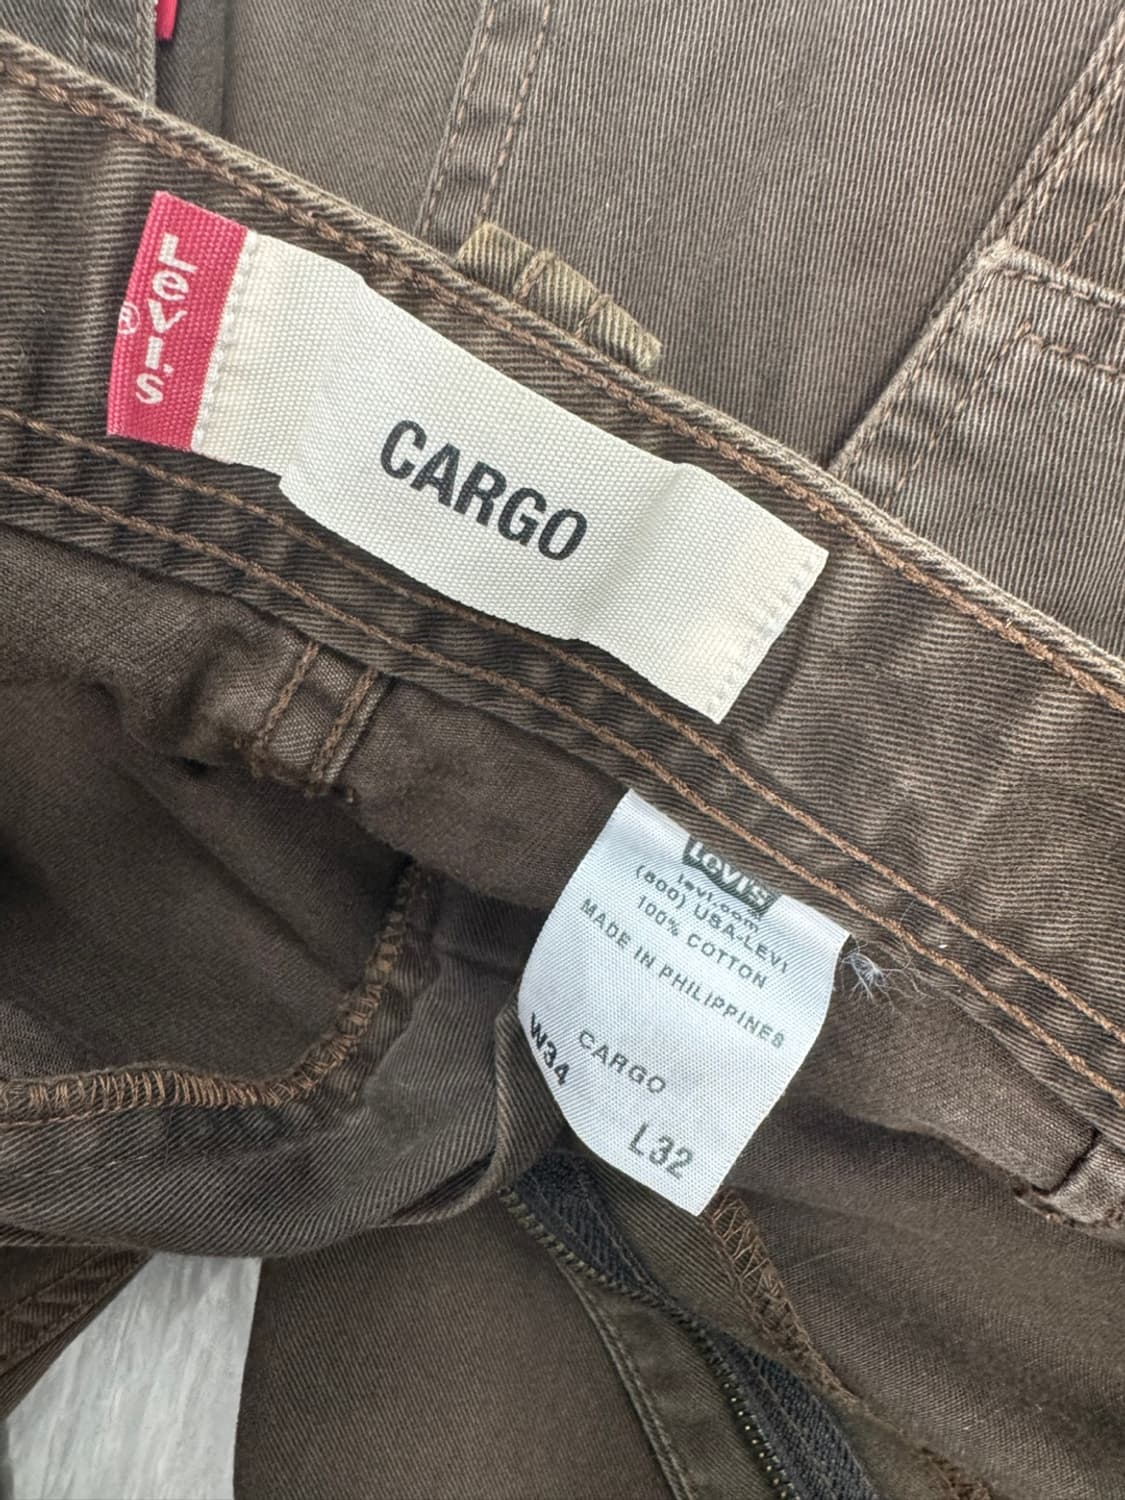 Levi's
®
CARGO
Levi's
levi.com
(800) USA-LEVI
100% COTTON
MADE IN PHILIPPINES
CARGO
W34
L32